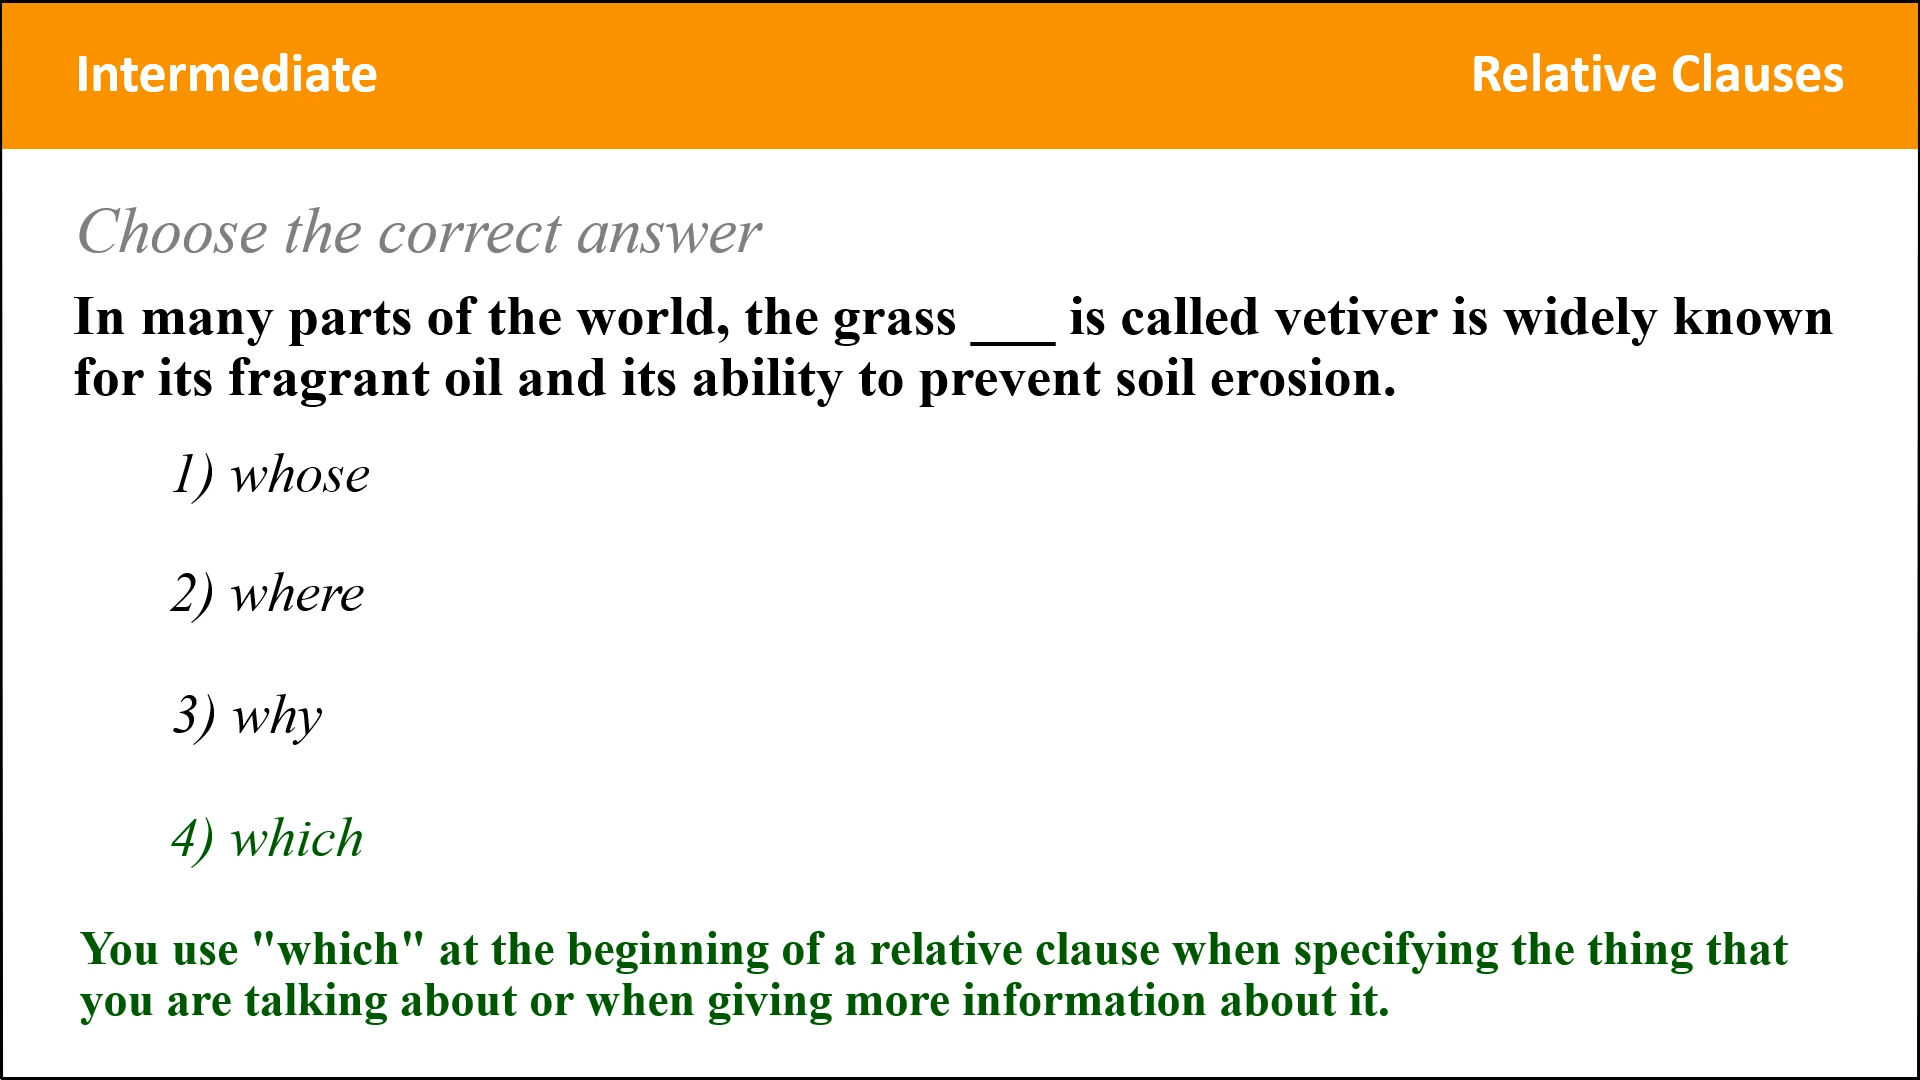 Intermediate
Relative Clauses
Choose the correct answer
In many parts of the world, the grass ___ is called vetiver is widely known
for its fragrant oil and its ability to prevent soil erosion.
1) whose
2) where
3) why
4) which
You use "which" at the beginning of a relative clause when specifying the thing that
you are talking about or when giving more information about it.